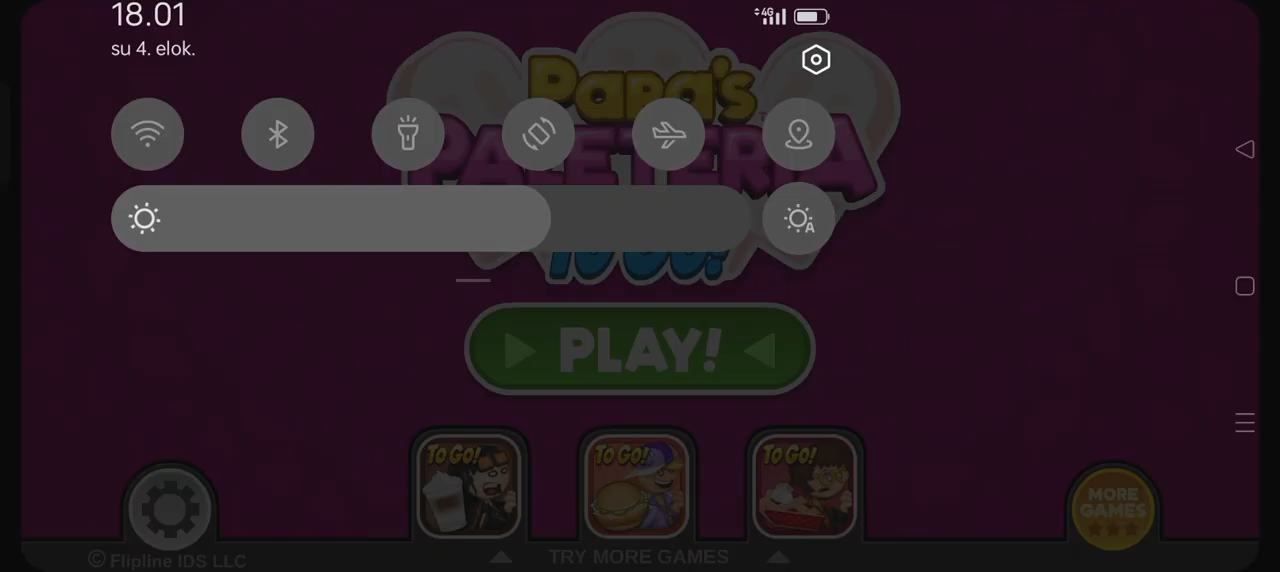 18.01
4G
su 4. elok.
Papa's
PALETERIA
TO GO!
PLAY!
TO GO!
TO GO!
TO GO!
MORE
GAMES
© Flipline IDS LLC
TRY MORE GAMES